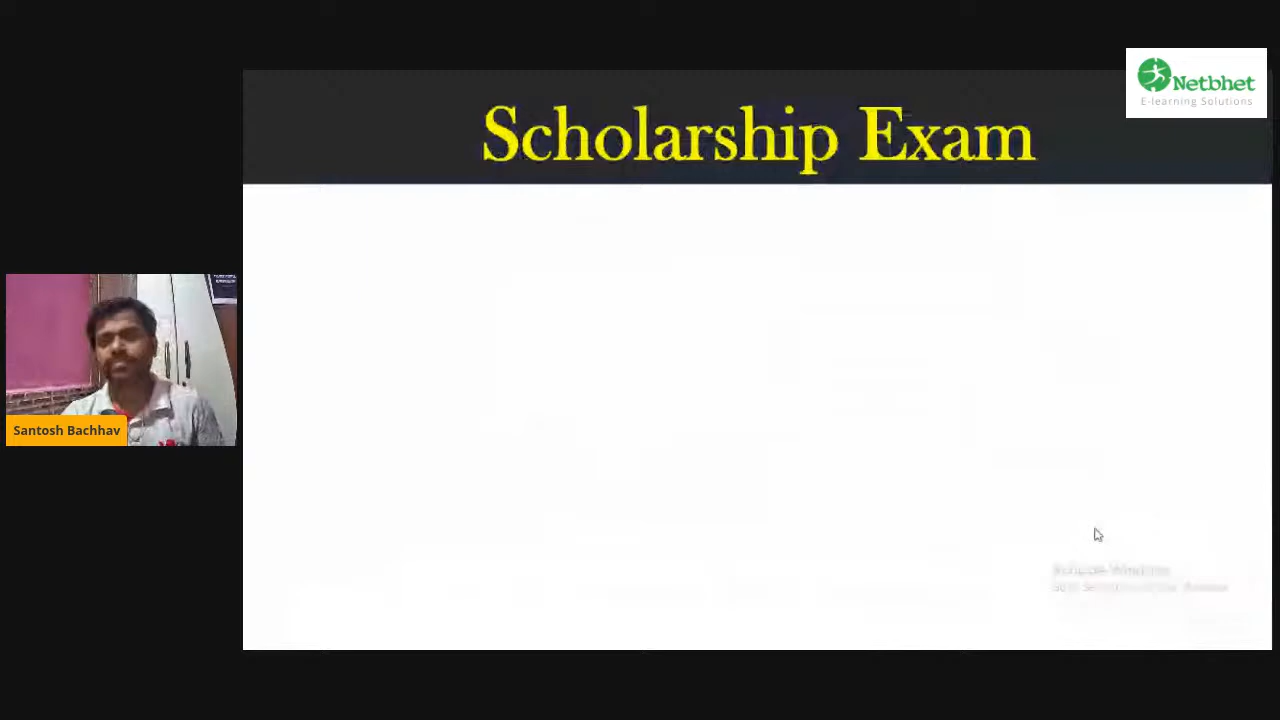 Netbhet
E-learning Solutions
Scholarship Exam
Santosh Bachhav